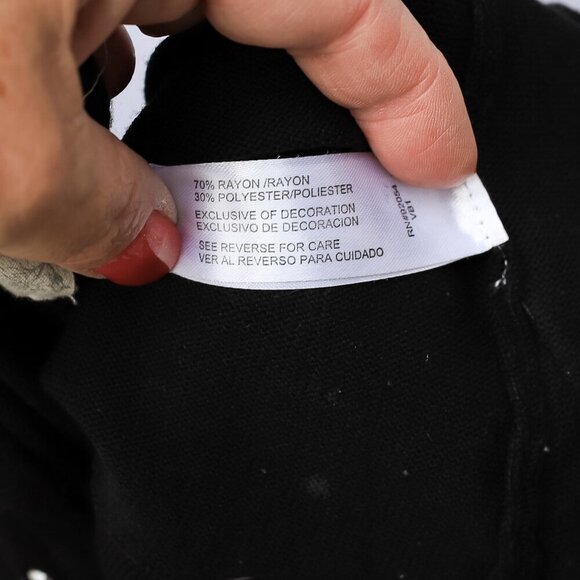 70% RAYON /RAYON
30% POLYESTER/POLIESTER
EXCLUSIVE OF DECORATION
EXCLUSIVO DE DECORACION
SEE REVERSE FOR CARE
VER AL REVERSO PARA CUIDADO
VB1